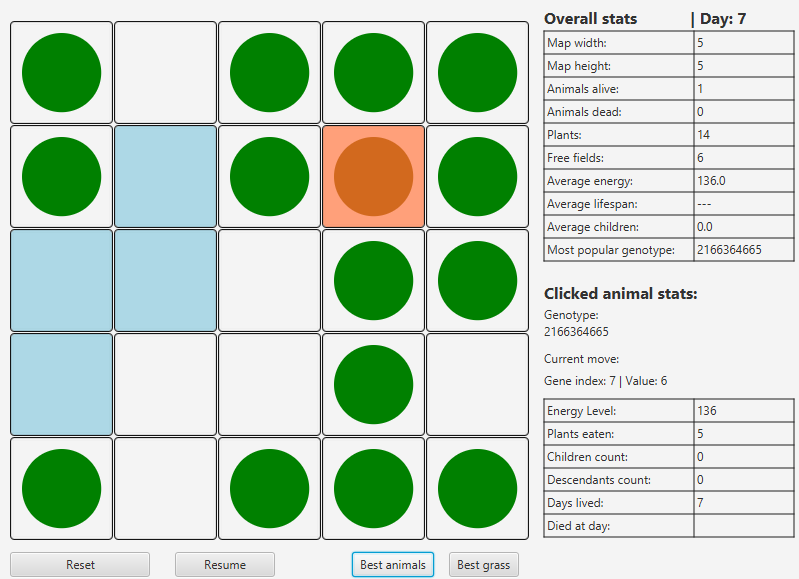 Overall stats | Day: 7
Map width: 5
Map height: 5
Animals alive: 1
Animals dead: 0
Plants: 14
Free fields: 6
Average energy: 136.0
Average lifespan: ---
Average children: 0.0
Most popular genotype: 2166364665
Clicked animal stats:
Genotype:
2166364665
Current move:
Gene index: 7 | Value: 6
Energy Level: 136
Plants eaten: 5
Children count: 0
Descendants count: 0
Days lived: 7
Died at day:
Reset Resume Best animals Best grass